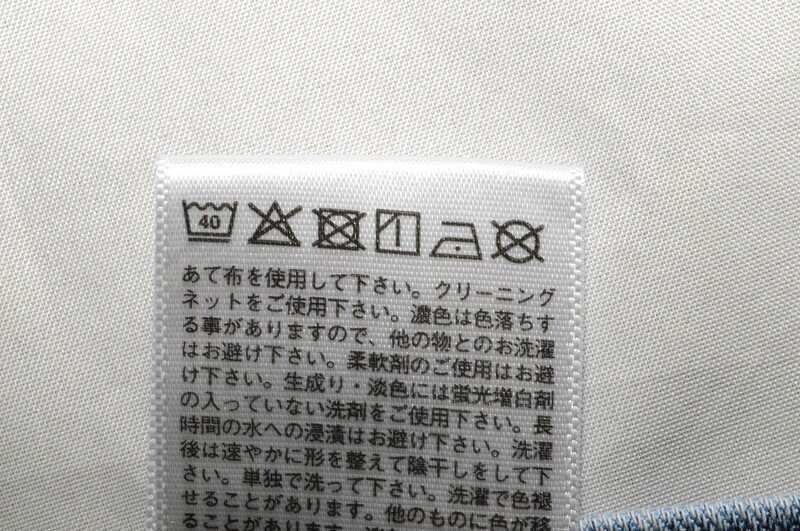 40
あて布を使用して下さい。クリーニング
ネットをご使用下さい。濃色は色落ちす
る事がありますので、他の物とのお洗濯
はお避け下さい。柔軟剤のご使用はお避
け下さい。生成り・淡色には蛍光増白剤
の入っていない洗剤をご使用下さい。長
時間の水への浸漬はお避け下さい。洗濯
後は速やかに形を整えて陰干しをして下
さい。単独で洗って下さい。洗濯で色褪
せることがあります。他のものに色が移
ることがあります。